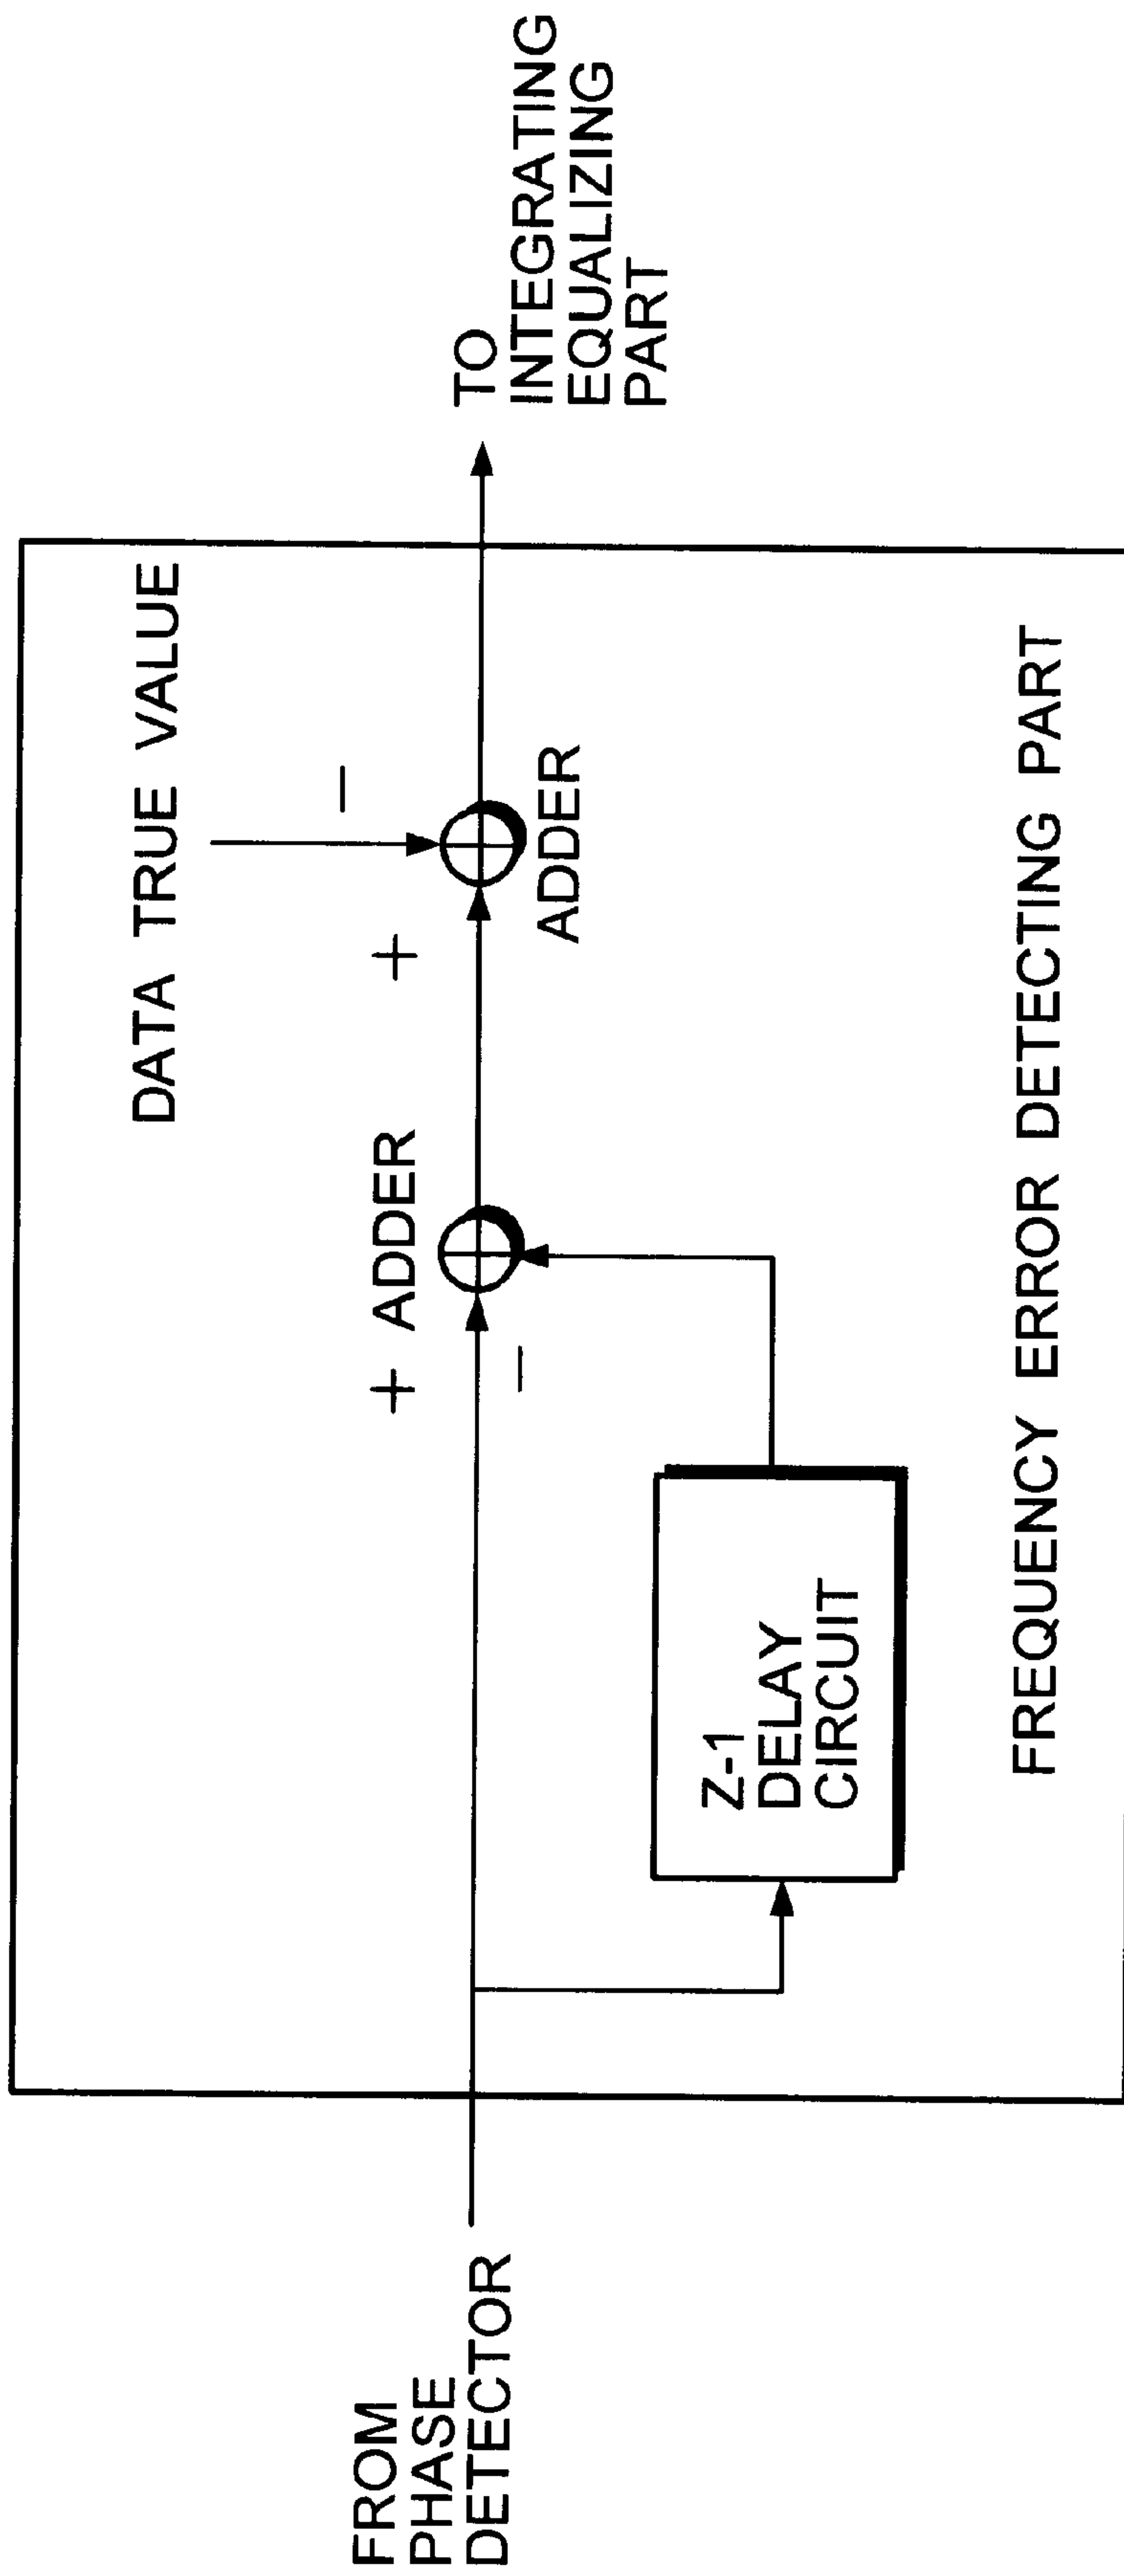 FROM
PHASE
DETECTOR
DATA TRUE VALUE
−
+ ADDER
+
−
ADDER
Z-1
DELAY
CIRCUIT
TO
INTEGRATING
EQUALIZING
PART
FREQUENCY ERROR DETECTING PART